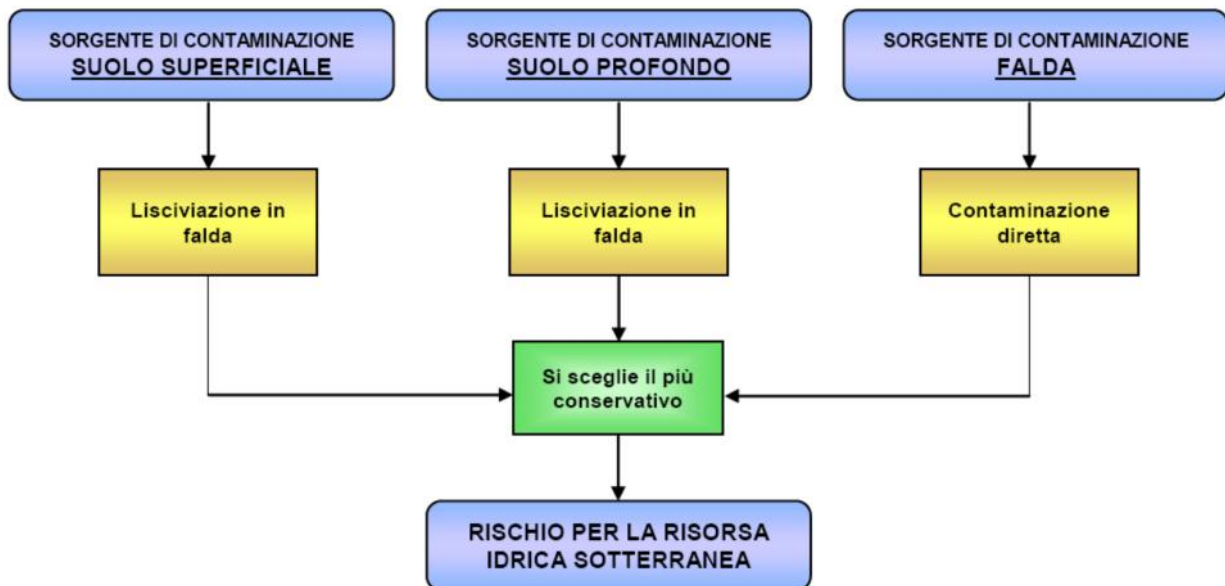 SORGENTE DI CONTAMINAZIONE
SUOLO SUPERFICIALE
SORGENTE DI CONTAMINAZIONE
SUOLO PROFONDO
SORGENTE DI CONTAMINAZIONE
FALDA
Lisciviazione in
falda
Lisciviazione in
falda
Contaminazione
diretta
Si sceglie il più
conservativo
RISCHIO PER LA RISORSA
IDRICA SOTTERRANEA